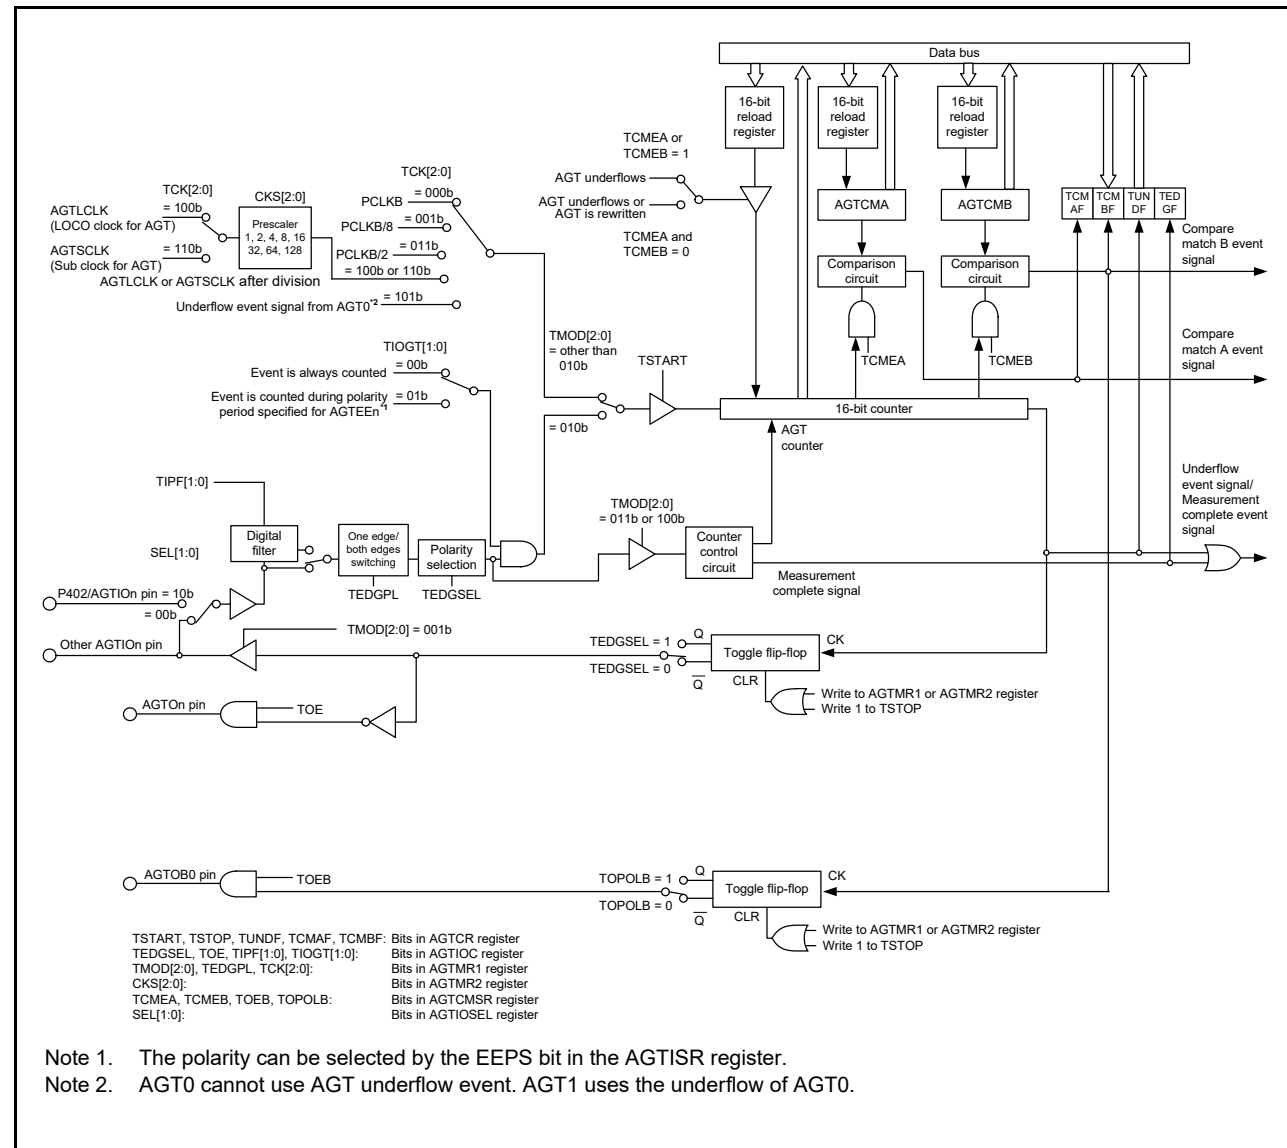 Data bus
16-bit
reload
register
16-bit
reload
register
16-bit
reload
register
TCMEA or
TCMEB = 1
AGT underflows
AGT underflows or
AGT is rewritten
TCMEA and
TCMEB = 0
TCK[2:0]
= 000b
PCLKB
= 001b
PCLKB/8
= 011b
PCLKB/2
= 100b or 110b
AGTLCLK or AGTSCLK after division
= 101b
Underflow event signal from AGT0*2
TCK[2:0]
= 100b
AGTLCLK
(LOCO clock for AGT)
AGTSCLK
= 110b
(Sub clock for AGT)
CKS[2:0]
Prescaler
1, 2, 4, 8, 16
32, 64, 128
AGTCMA
AGTCMB
TCM
AF
TCM
BF
TUN
DF
TED
GF
Comparison
circuit
Comparison
circuit
Compare
match B event
signal
TCMEA
TCMEB
Compare
match A event
signal
TIOGT[1:0]
= 00b
Event is always counted
Event is counted during polarity
period specified for AGTEEn*1
= 01b
TMOD[2:0]
= other than
010b
= 010b
TSTART
16-bit counter
AGT
counter
TIPF[1:0]
Digital
filter
SEL[1:0]
One edge/
both edges
switching
Polarity
selection
TEDGPL
TEDGSEL
TMOD[2:0]
= 011b or 100b
Counter
control
circuit
Measurement
complete signal
Underflow
event signal/
Measurement
complete event
signal
P402/AGTIOn pin = 10b
= 00b
Other AGTIOn pin
TMOD[2:0] = 001b
TEDGSEL = 1
TEDGSEL = 0
Q
Q
Toggle flip-flop
CK
CLR
Write to AGTMR1 or AGTMR2 register
Write 1 to TSTOP
AGTOn pin
TOE
AGTOB0 pin
TOEB
TOPOLB = 1
TOPOLB = 0
Q
Q
Toggle flip-flop
CK
CLR
Write to AGTMR1 or AGTMR2 register
Write 1 to TSTOP
TSTART, TSTOP, TUNDF, TCMAF, TCMBF: Bits in AGTCR register
TEDGSEL, TOE, TIPF[1:0], TIOGT[1:0]: Bits in AGTIOC register
TMOD[2:0], TEDGPL, TCK[2:0]: Bits in AGTMR1 register
CKS[2:0]: Bits in AGTMR2 register
TCMEA, TCMEB, TOEB, TOPOLB: Bits in AGTCMSR register
SEL[1:0]: Bits in AGTIOSEL register
Note 1. The polarity can be selected by the EEPS bit in the AGTISR register.
Note 2. AGT0 cannot use AGT underflow event. AGT1 uses the underflow of AGT0.